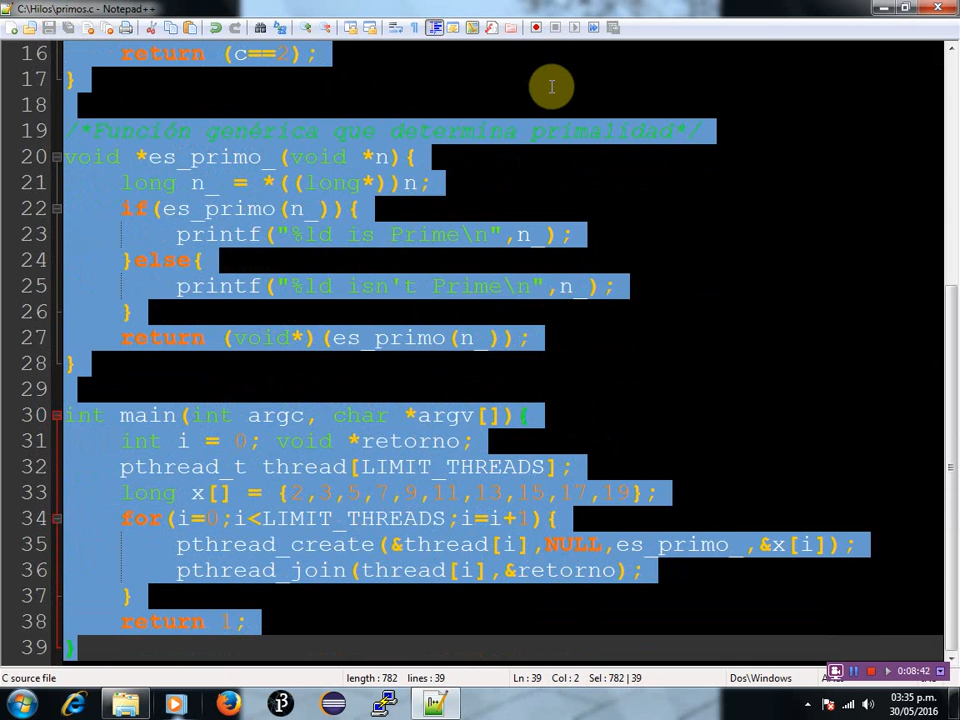 C:\Hilos\primos.c - Notepad++
16 return (c==2);
17 }
18
19 /*Función genérica que determina primalidad*/
20 void *es_primo_(void *n){
21 long n_ = *((long*))n;
22 if(es_primo(n_)){
23 printf("%ld is Prime\n",n_);
24 }else{
25 printf("%ld isn't Prime\n",n_);
26 }
27 return (void*)(es_primo(n_));
28 }
29
30 int main(int argc, char *argv[]){
31 int i = 0; void *retorno;
32 pthread_t thread[LIMIT_THREADS];
33 long x[] = {2,3,5,7,9,11,13,15,17,19};
34 for(i=0;i<LIMIT_THREADS;i=i+1){
35 pthread_create(&thread[i],NULL,es_primo_,&x[i]);
36 pthread_join(thread[i],&retorno);
37 }
38 return 1;
39 }
0:08:42
C source file length : 782 lines : 39 Ln : 39 Col : 2 Sel : 782 | 39 Dos\Windows
03:35 p.m.
30/05/2016